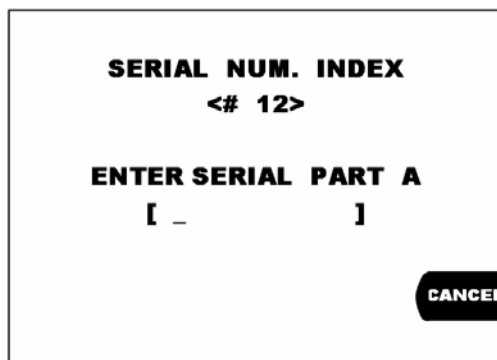 SERIAL NUM. INDEX
<# 12>
ENTER SERIAL PART A
[ _ ]
CANCEL